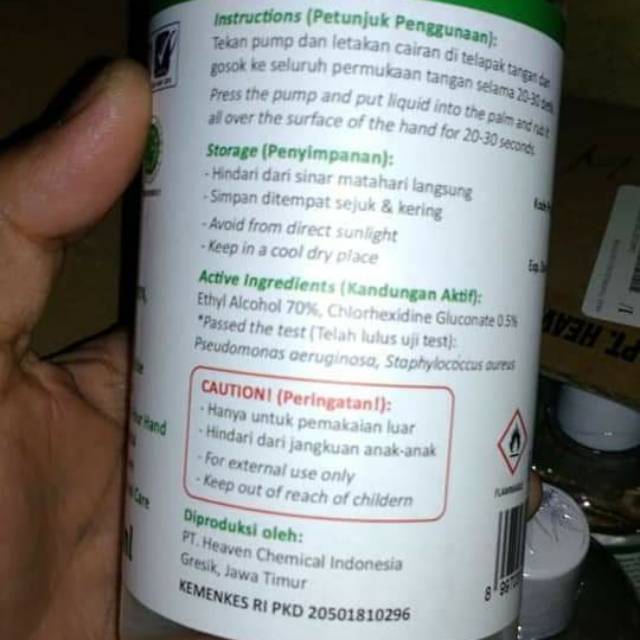 Instructions (Petunjuk Penggunaan):
Tekan pump dan letakan cairan di telapak tangan dan
gosok ke seluruh permukaan tangan selama 20-30
Press the pump and put liquid into the palm and rub it
all over the surface of the hand for 20-30 seconds
Storage (Penyimpanan):
- Hindari dari sinar matahari langsung
- Simpan ditempat sejuk & kering
- Avoid from direct sunlight
- Keep in a cool dry place
Active Ingredients (Kandungan Aktif):
Ethyl Alcohol 70%, Chlorhexidine Gluconate 0.5%
*Passed the test (Telah lulus uji test):
Pseudomonas aeruginosa, Staphylococcus aureus
CAUTION! (Peringatan!):
- Hanya untuk pemakaian luar
- Hindari dari jangkuan anak-anak
- For external use only
- Keep out of reach of childern
Diproduksi oleh:
PT. Heaven Chemical Indonesia
Gresik, Jawa Timur
KEMENKES RI PKD 20501810296
Hand
Care
PT. HEAV